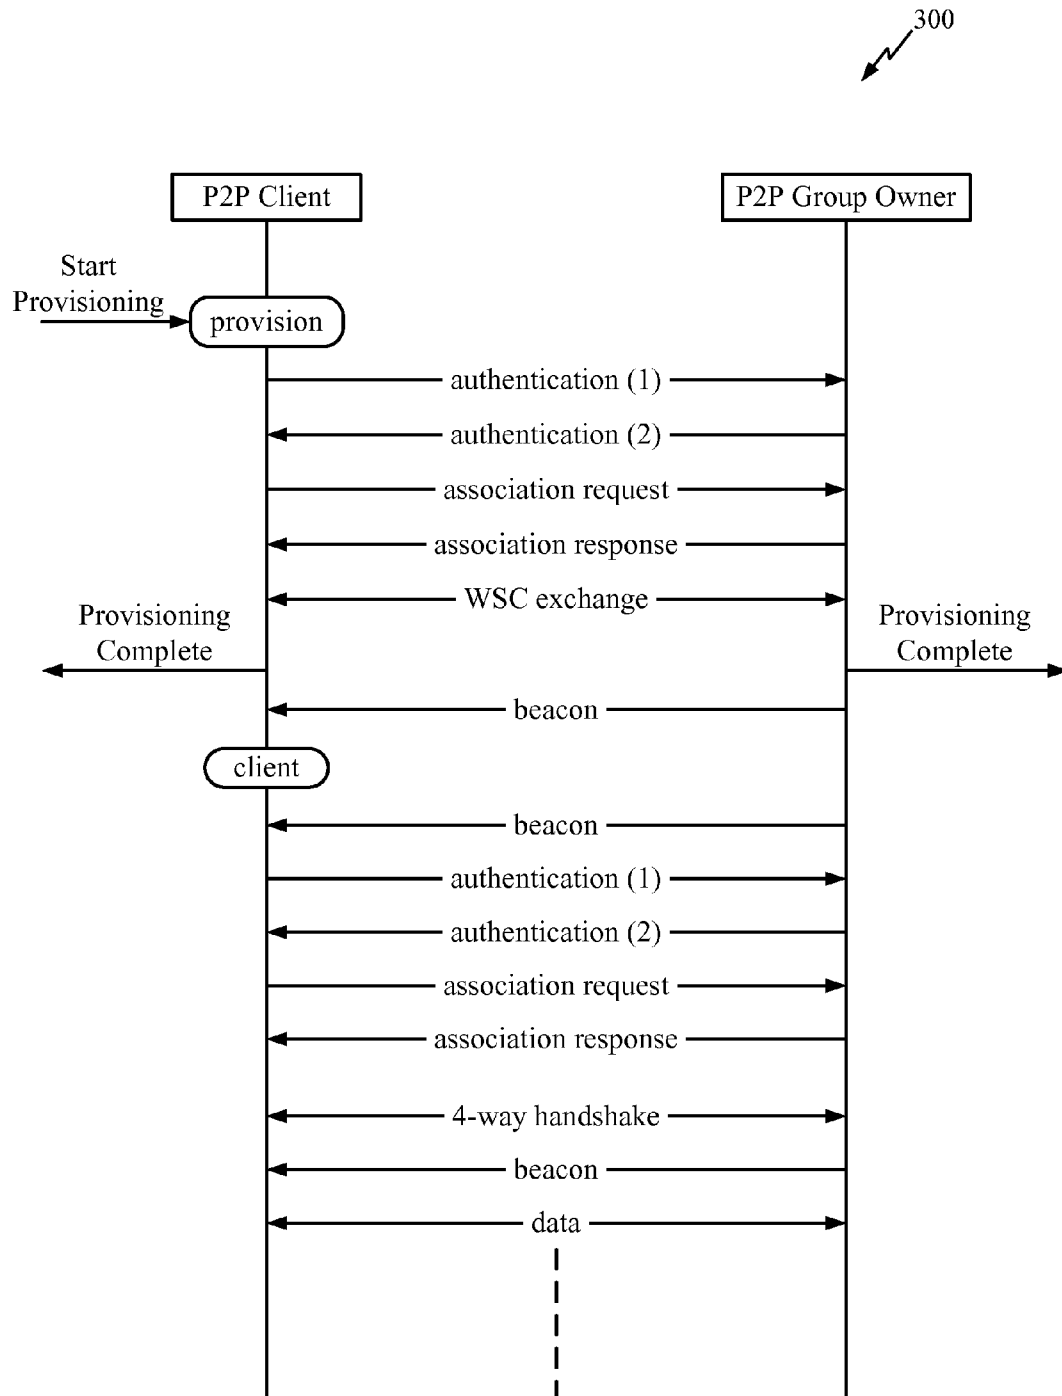 300
P2P Client
P2P Group Owner
Start
Provisioning
provision
authentication (1)
authentication (2)
association request
association response
WSC exchange
Provisioning
Complete
Provisioning
Complete
beacon
client
beacon
authentication (1)
authentication (2)
association request
association response
4-way handshake
beacon
data